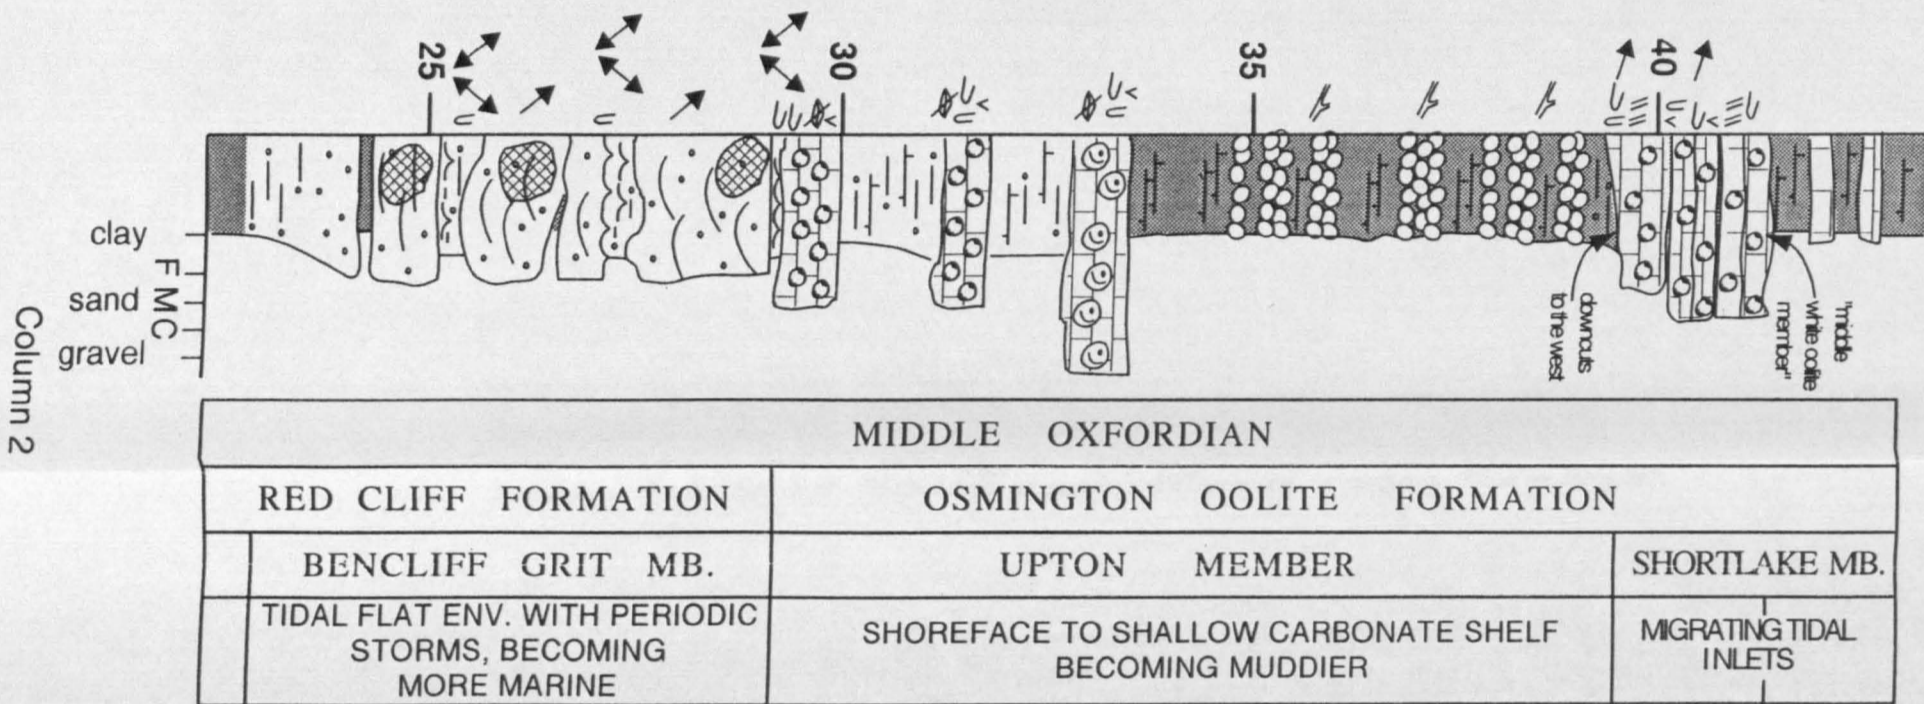 25
30
35
40
clay
F
sand
M
C
gravel
Column 2
downcuts
to the west
"middle
white oolite
member"
MIDDLE OXFORDIAN
RED CLIFF FORMATION
OSMINGTON OOLITE FORMATION
BENCLIFF GRIT MB.
UPTON MEMBER
SHORTLAKE MB.
TIDAL FLAT ENV. WITH PERIODIC
STORMS, BECOMING
MORE MARINE
SHOREFACE TO SHALLOW CARBONATE SHELF
BECOMING MUDDIER
MIGRATING TIDAL
INLETS